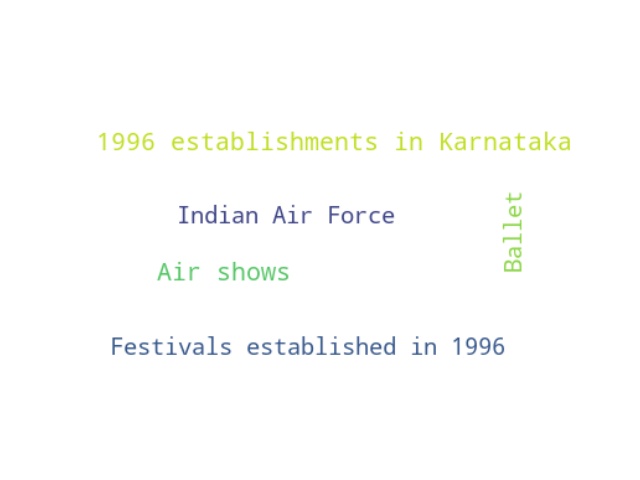 1996 establishments in Karnataka
Indian Air Force
Ballet
Air shows
Festivals established in 1996